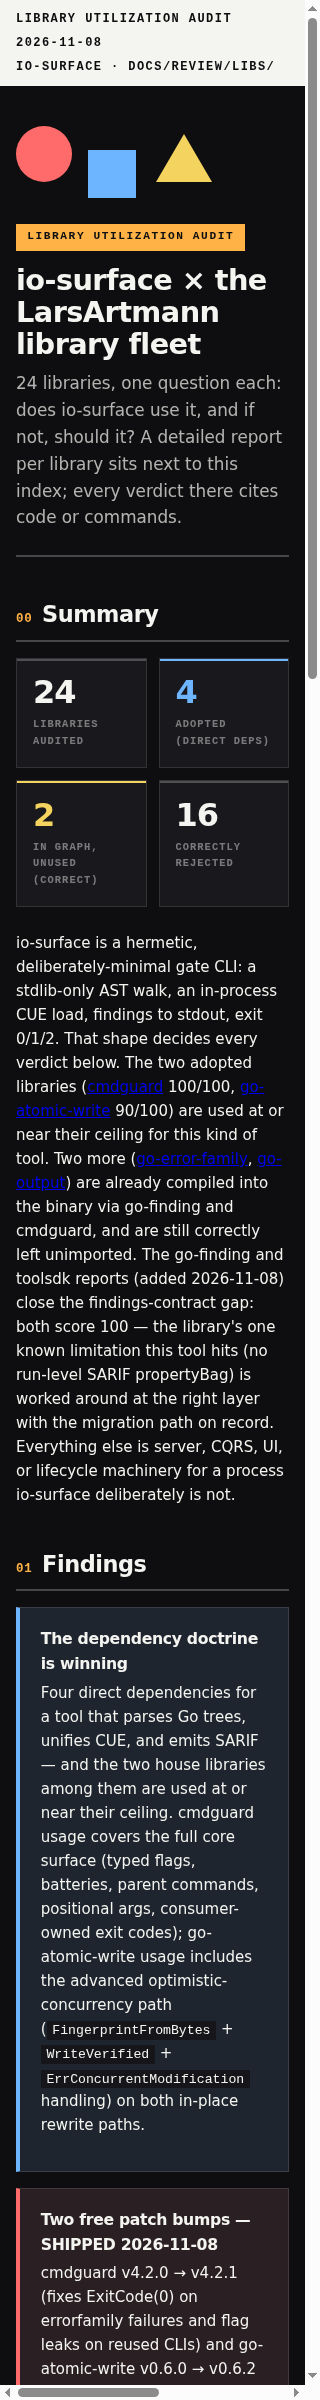 LIBRARY UTILIZATION AUDIT
2026-11-08
IO-SURFACE · DOCS/REVIEW/LIBS/
LIBRARY UTILIZATION AUDIT
io-surface × the
LarsArtmann
library fleet
24 libraries, one question each:
does io-surface use it, and if
not, should it? A detailed report
per library sits next to this
index; every verdict there cites
code or commands.
00 Summary
24
LIBRARIES
AUDITED
4
ADOPTED
(DIRECT DEPS)
2
IN GRAPH,
UNUSED
(CORRECT)
16
CORRECTLY
REJECTED
io-surface is a hermetic,
deliberately-minimal gate CLI: a
stdlib-only AST walk, an in-process
CUE load, findings to stdout, exit
0/1/2. That shape decides every
verdict below. The two adopted
libraries (cmdguard 100/100, go-
atomic-write 90/100) are used at or
near their ceiling for this kind of
tool. Two more (go-error-family, go-
output) are already compiled into
the binary via go-finding and
cmdguard, and are still correctly
left unimported. The go-finding and
toolsdk reports (added 2026-11-08)
close the findings-contract gap:
both score 100 — the library's one
known limitation this tool hits (no
run-level SARIF propertyBag) is
worked around at the right layer
with the migration path on record.
Everything else is server, CQRS, UI,
or lifecycle machinery for a process
io-surface deliberately is not.
01 Findings
The dependency doctrine
is winning
Four direct dependencies for
a tool that parses Go trees,
unifies CUE, and emits SARIF
— and the two house libraries
among them are used at or
near their ceiling. cmdguard
usage covers the full core
surface (typed flags,
batteries, parent commands,
positional args, consumer-
owned exit codes); go-
atomic-write usage includes
the advanced optimistic-
concurrency path
(FingerprintFromBytes +
WriteVerified +
ErrConcurrentModification
handling) on both in-place
rewrite paths.
Two free patch bumps —
SHIPPED 2026-11-08
cmdguard v4.2.0 → v4.2.1
(fixes ExitCode(0) on
errorfamily failures and flag
leaks on reused CLIs) and go-
atomic-write v0.6.0 → v0.6.2